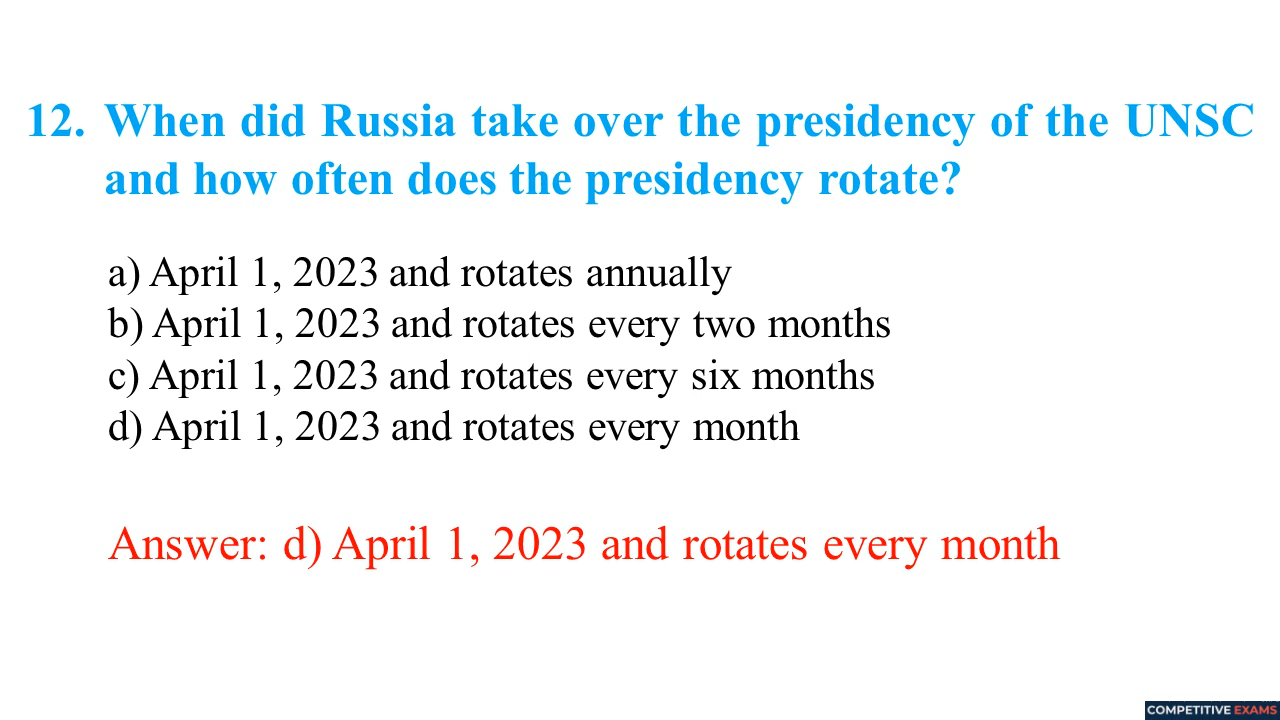 12. When did Russia take over the presidency of the UNSC
and how often does the presidency rotate?
a) April 1, 2023 and rotates annually
b) April 1, 2023 and rotates every two months
c) April 1, 2023 and rotates every six months
d) April 1, 2023 and rotates every month
Answer: d) April 1, 2023 and rotates every month
COMPETITIVE EXAMS